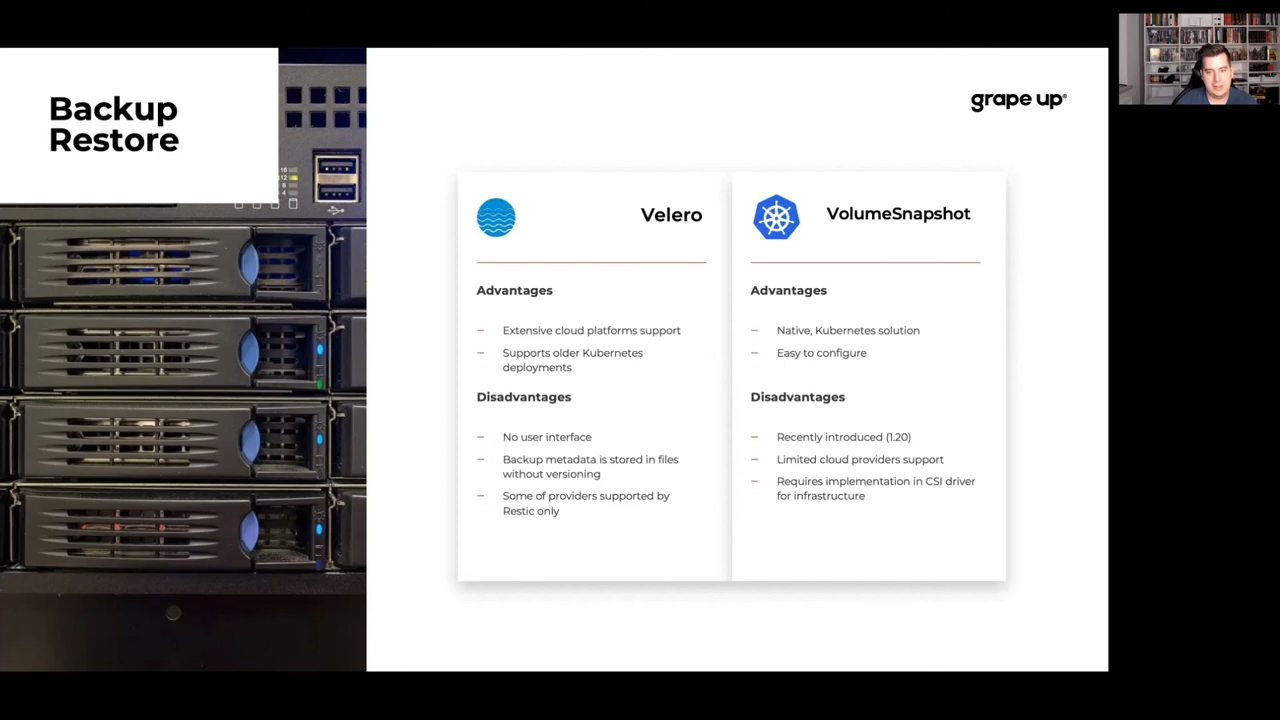 Backup
Restore
grape up®
Velero
Advantages
– Extensive cloud platforms support
– Supports older Kubernetes
deployments
Disadvantages
– No user interface
– Backup metadata is stored in files
without versioning
– Some of providers supported by
Restic only
VolumeSnapshot
Advantages
– Native, Kubernetes solution
– Easy to configure
Disadvantages
– Recently introduced (1.20)
– Limited cloud providers support
– Requires implementation in CSI driver
for infrastructure